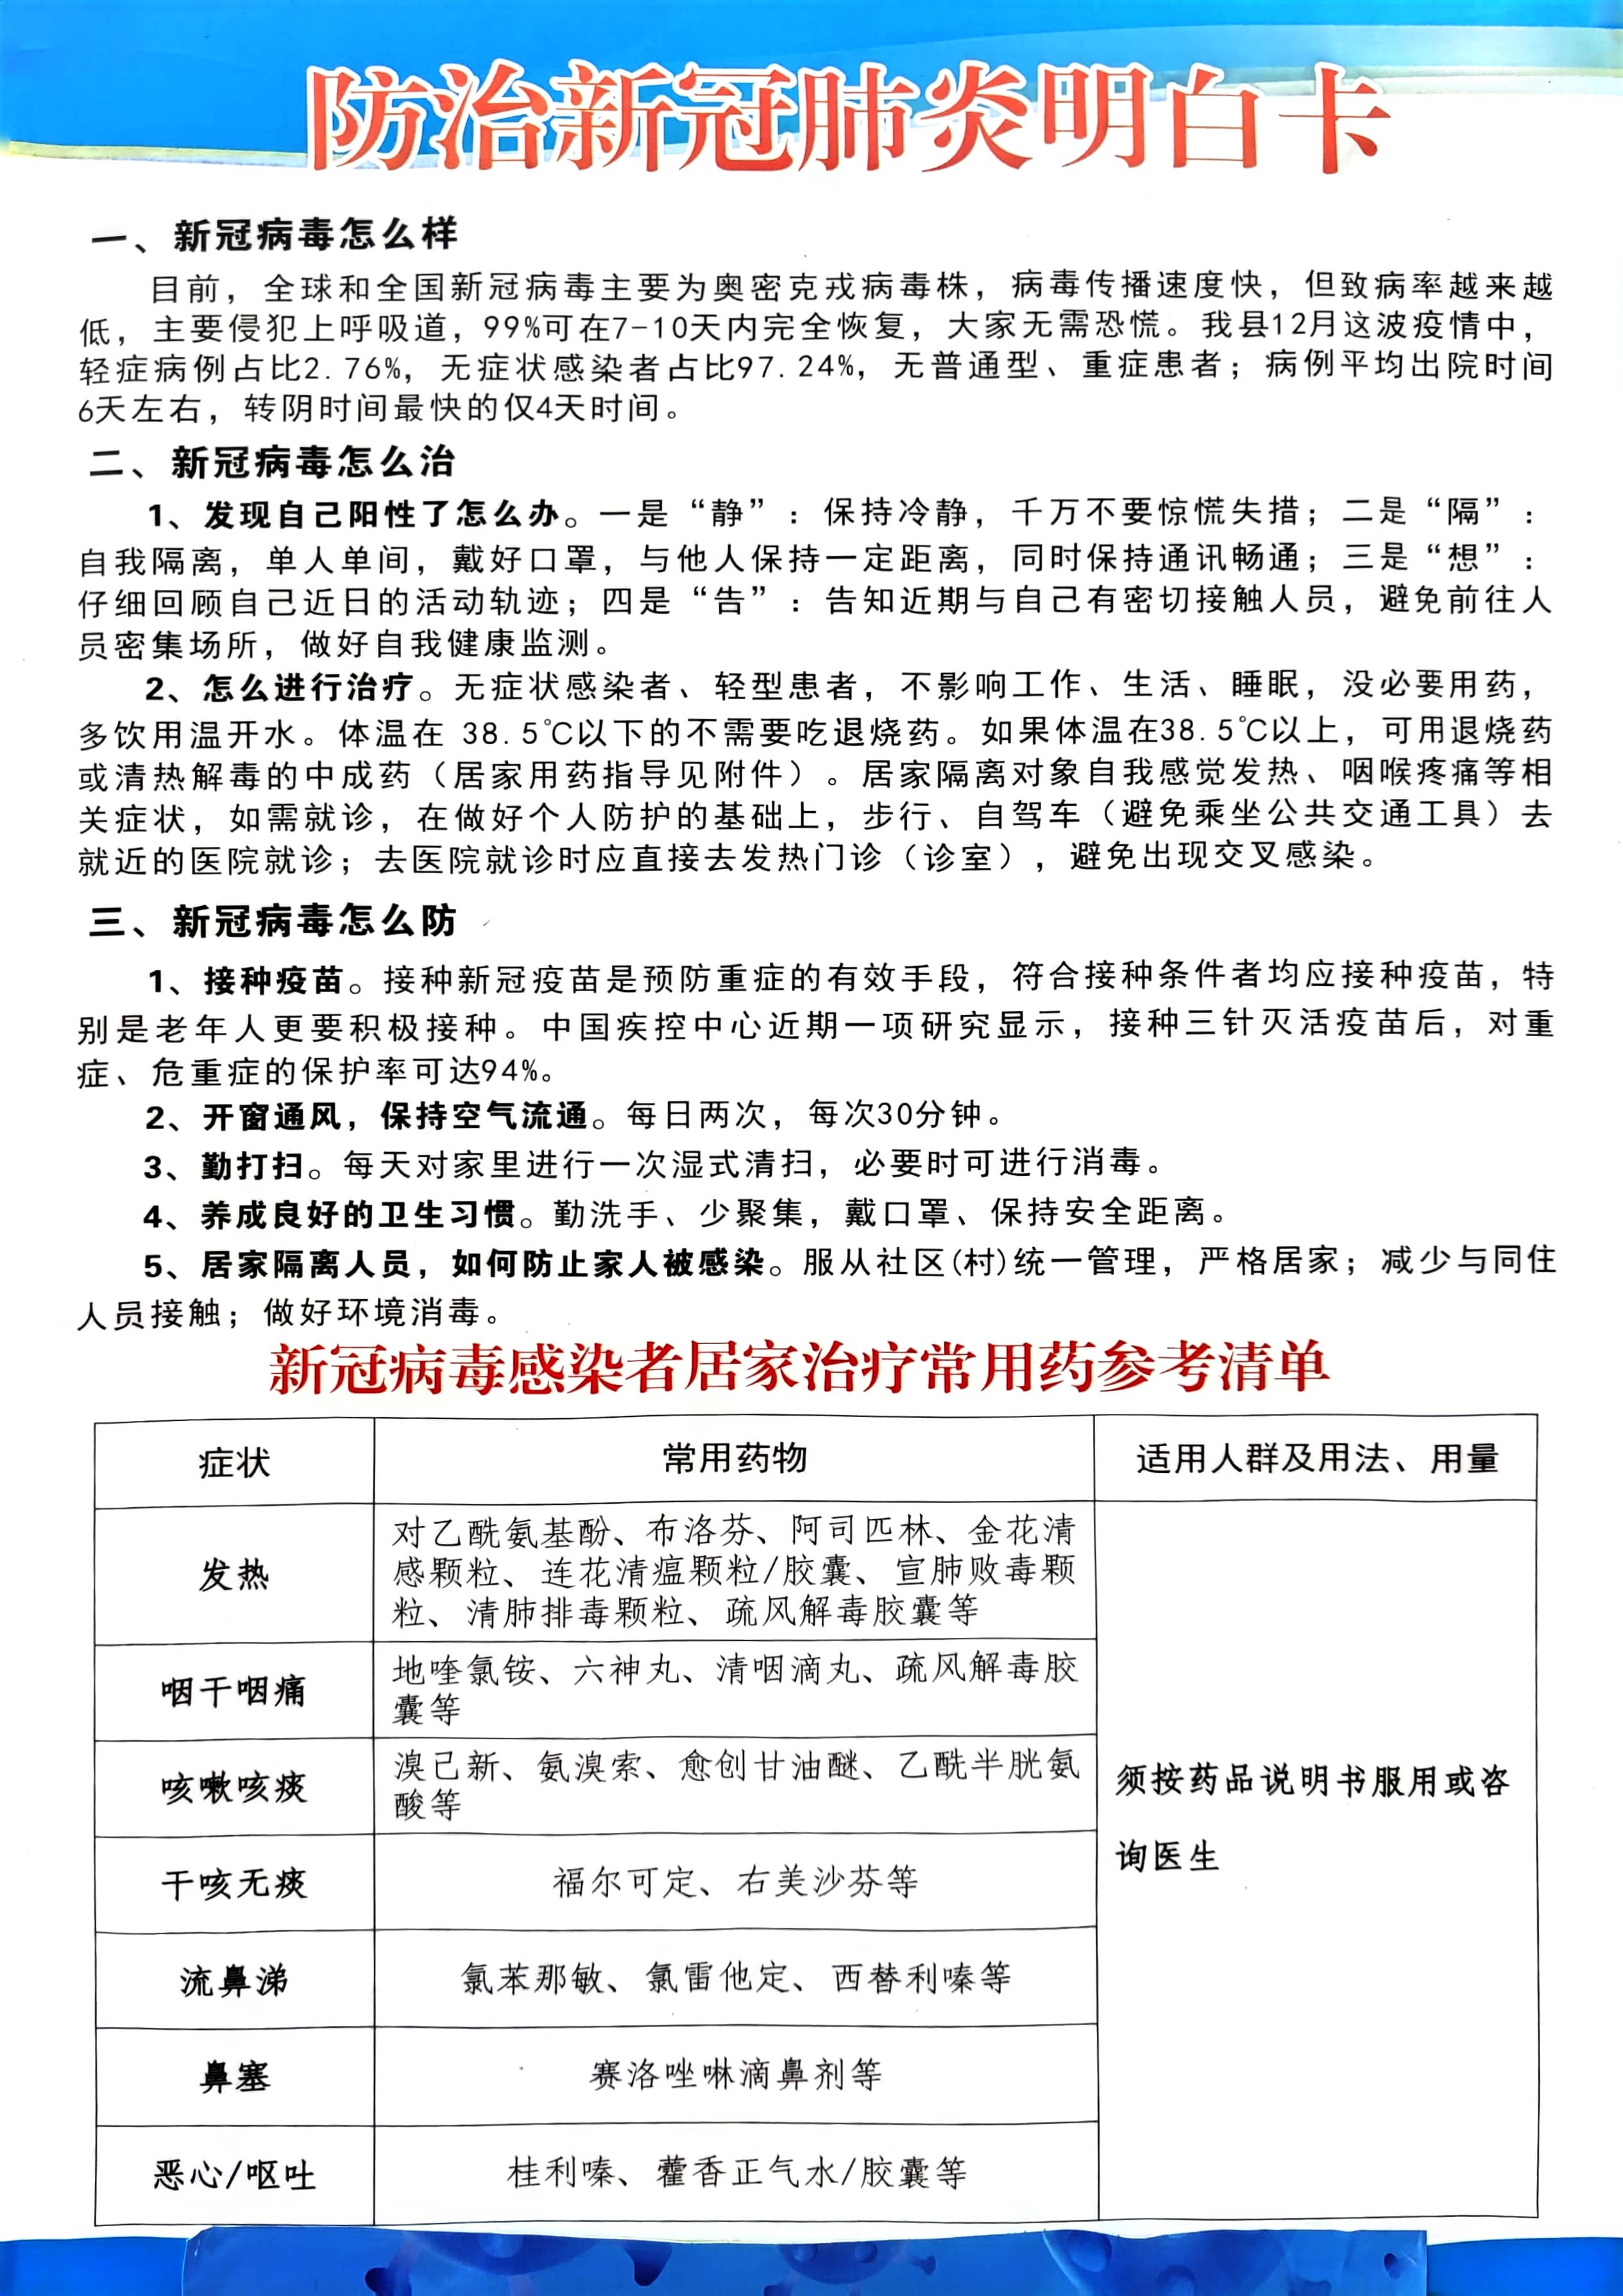 防治新冠肺炎明白卡
一、新冠病毒怎么样
目前，全球和全国新冠病毒主要为奥密克戎病毒株，病毒传播速度快，但致病率越来越
低，主要侵犯上呼吸道，99%可在7-10天内完全恢复，大家无需恐慌。我县12月这波疫情中，
轻症病例占比2.76%，无症状感染者占比97.24%，无普通型、重症患者；病例平均出院时间
6天左右，转阴时间最快的仅4天时间。
二、新冠病毒怎么治
1、发现自己阳性了怎么办。一是“静”：保持冷静，千万不要惊慌失措；二是“隔”：
自我隔离，单人单间，戴好口罩，与他人保持一定距离，同时保持通讯畅通；三是“想”：
仔细回顾自己近日的活动轨迹；四是“告”：告知近期与自己有密切接触人员，避免前往人
员密集场所，做好自我健康监测。
2、怎么进行治疗。无症状感染者、轻型患者，不影响工作、生活、睡眠，没必要用药，
多饮用温开水。体温在 38.5℃以下的不需要吃退烧药。如果体温在38.5℃以上，可用退烧药
或清热解毒的中成药（居家用药指导见附件）。居家隔离对象自我感觉发热、咽喉疼痛等相
关症状，如需就诊，在做好个人防护的基础上，步行、自驾车（避免乘坐公共交通工具）去
就近的医院就诊；去医院就诊时应直接去发热门诊（诊室），避免出现交叉感染。
三、新冠病毒怎么防
1、接种疫苗。接种新冠疫苗是预防重症的有效手段，符合接种条件者均应接种疫苗，特
别是老年人更要积极接种。中国疾控中心近期一项研究显示，接种三针灭活疫苗后，对重
症、危重症的保护率可达94%。
2、开窗通风，保持空气流通。每日两次，每次30分钟。
3、勤打扫。每天对家里进行一次湿式清扫，必要时可进行消毒。
4、养成良好的卫生习惯。勤洗手、少聚集，戴口罩、保持安全距离。
5、居家隔离人员，如何防止家人被感染。服从社区(村)统一管理，严格居家；减少与同住
人员接触；做好环境消毒。
新冠病毒感染者居家治疗常用药参考清单
症状 常用药物 适用人群及用法、用量
发热
对乙酰氨基酚、布洛芬、阿司匹林、金花清
感颗粒、连花清瘟颗粒/胶囊、宣肺败毒颗
粒、清肺排毒颗粒、疏风解毒胶囊等
咽干咽痛
地喹氯铵、六神丸、清咽滴丸、疏风解毒胶
囊等
咳嗽咳痰
溴己新、氨溴索、愈创甘油醚、乙酰半胱氨
酸等
须按药品说明书服用或咨
询医生
干咳无痰 福尔可定、右美沙芬等
流鼻涕 氯苯那敏、氯雷他定、西替利嗪等
鼻塞 赛洛唑啉滴鼻剂等
恶心/呕吐 桂利嗪、藿香正气水/胶囊等